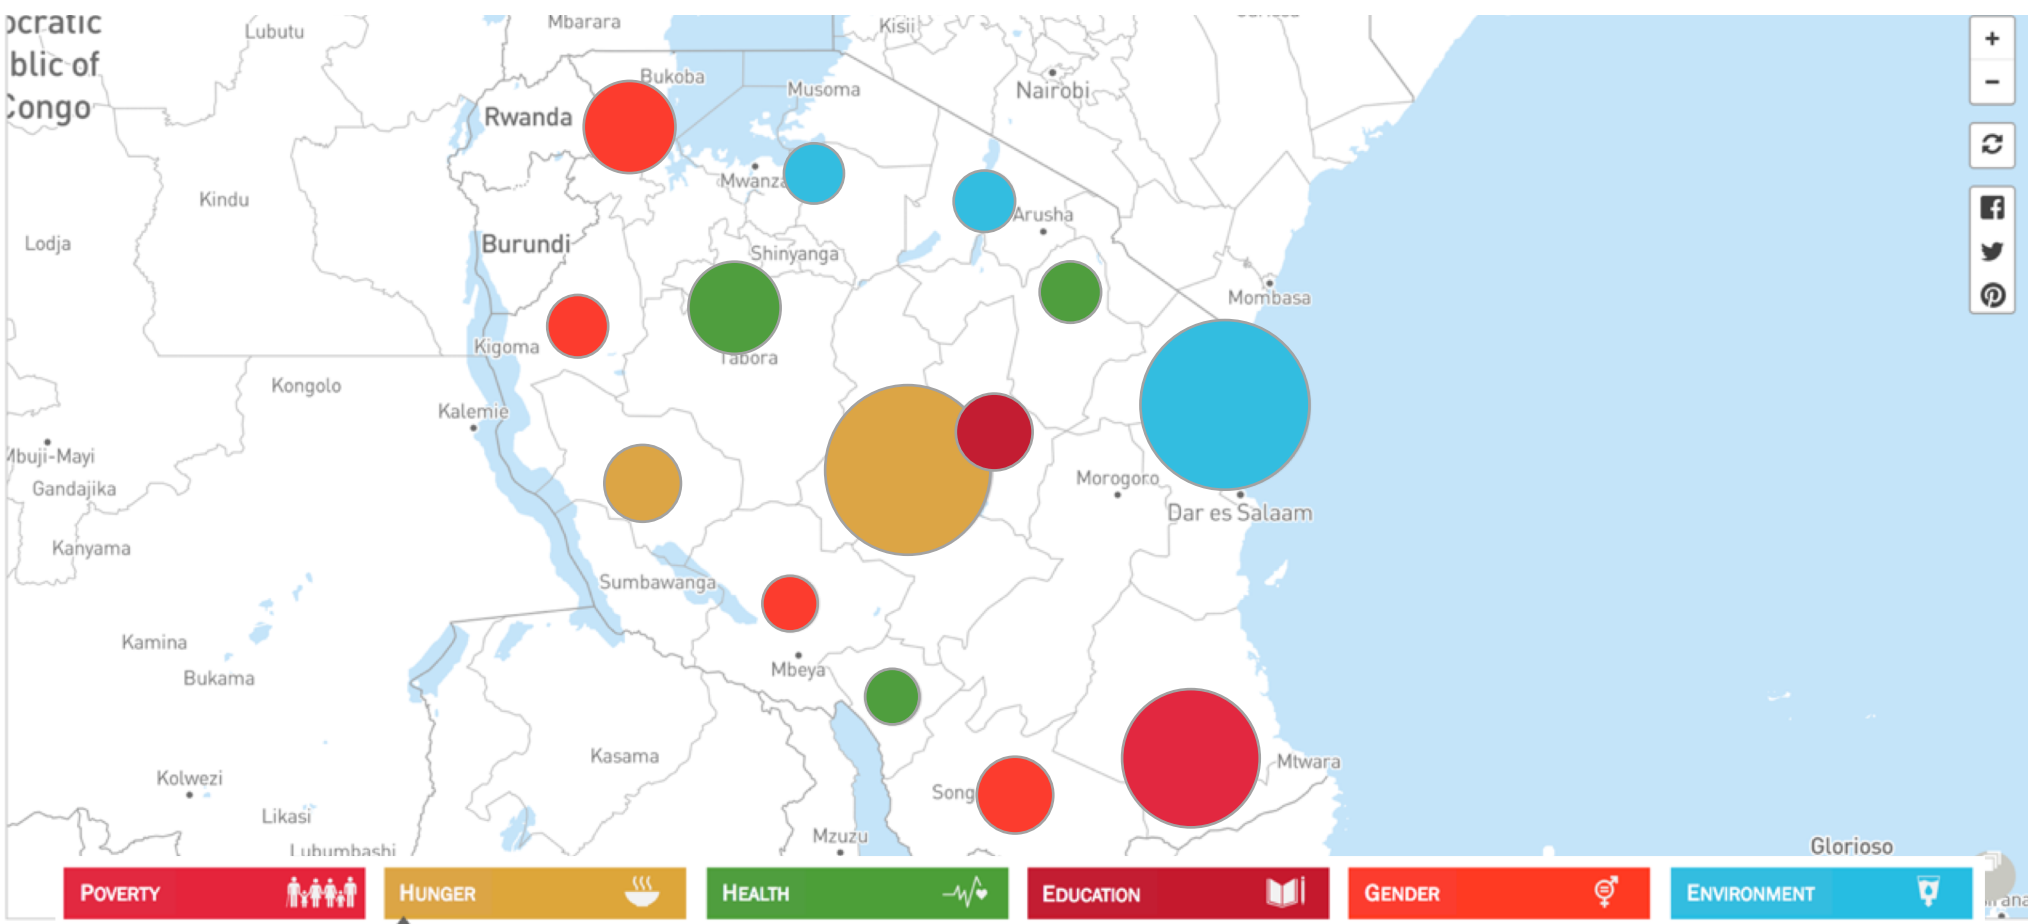 ocratic
blic of
Congo
Lubutu
Mbarara
Kisii
Bukoba
Musoma
Nairobi
Rwanda
Mwanza
Kindu
Lodja
Burundi
Arusha
Shinyanga
Mombasa
Kigoma
Tabora
Kongolo
Kalemie
Mbuji-Mayi
Gandajika
Morogoro
Dar es Salaam
Kanyama
Sumbawanga
Kamina
Bukama
Mbeya
Kasama
Mtwara
Kolwezi
Song
Likasi
Mzuzu
Lubumbashi
Glorioso
POVERTY
HUNGER
HEALTH
EDUCATION
GENDER
ENVIRONMENT